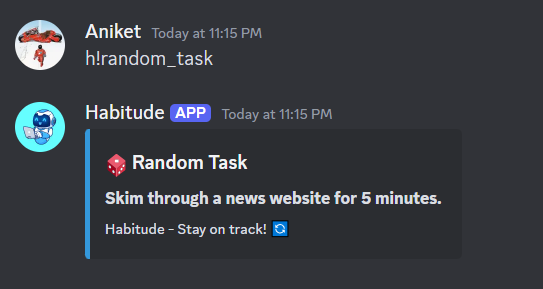 Aniket Today at 11:15 PM
h!random_task
Habitude APP Today at 11:15 PM
Random Task
Skim through a news website for 5 minutes.
Habitude - Stay on track!